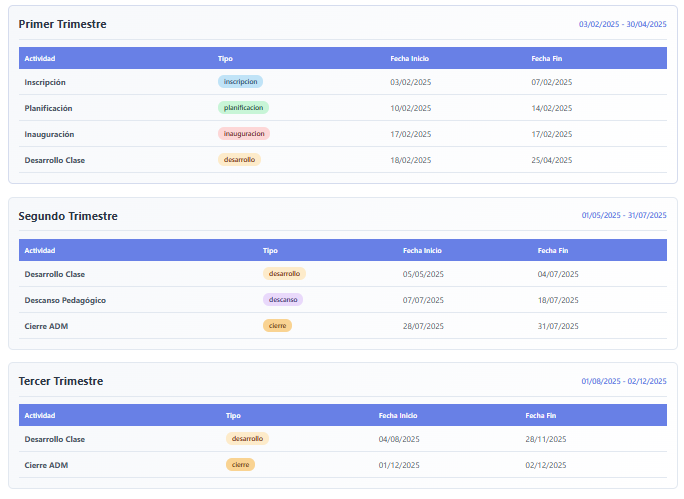 Primer Trimestre 03/02/2025 - 30/04/2025
Actividad Tipo Fecha Inicio Fecha Fin
Inscripción inscripcion 03/02/2025 07/02/2025
Planificación planificacion 10/02/2025 14/02/2025
Inauguración inauguracion 17/02/2025 17/02/2025
Desarrollo Clase desarrollo 18/02/2025 25/04/2025
Segundo Trimestre 01/05/2025 - 31/07/2025
Actividad Tipo Fecha Inicio Fecha Fin
Desarrollo Clase desarrollo 05/05/2025 04/07/2025
Descanso Pedagógico descanso 07/07/2025 18/07/2025
Cierre ADM cierre 28/07/2025 31/07/2025
Tercer Trimestre 01/08/2025 - 02/12/2025
Actividad Tipo Fecha Inicio Fecha Fin
Desarrollo Clase desarrollo 04/08/2025 28/11/2025
Cierre ADM cierre 01/12/2025 02/12/2025